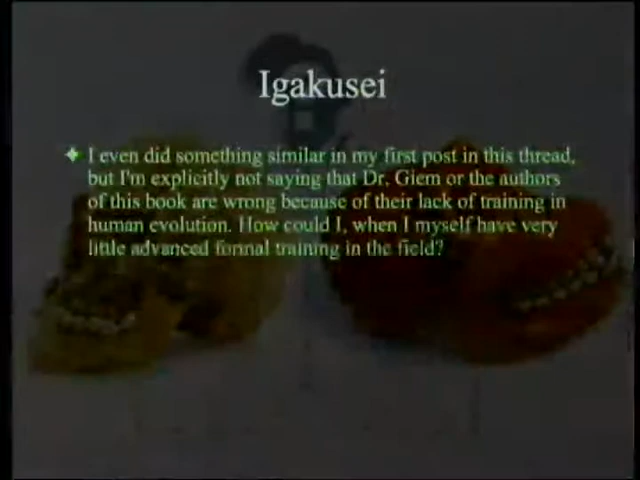 Igakusei
I even did something similar in my first post in this thread,
but I'm explicitly not saying that Dr. Giem or the authors
of this book are wrong because of their lack of training in
human evolution. How could I, when I myself have very
little advanced formal training in the field?